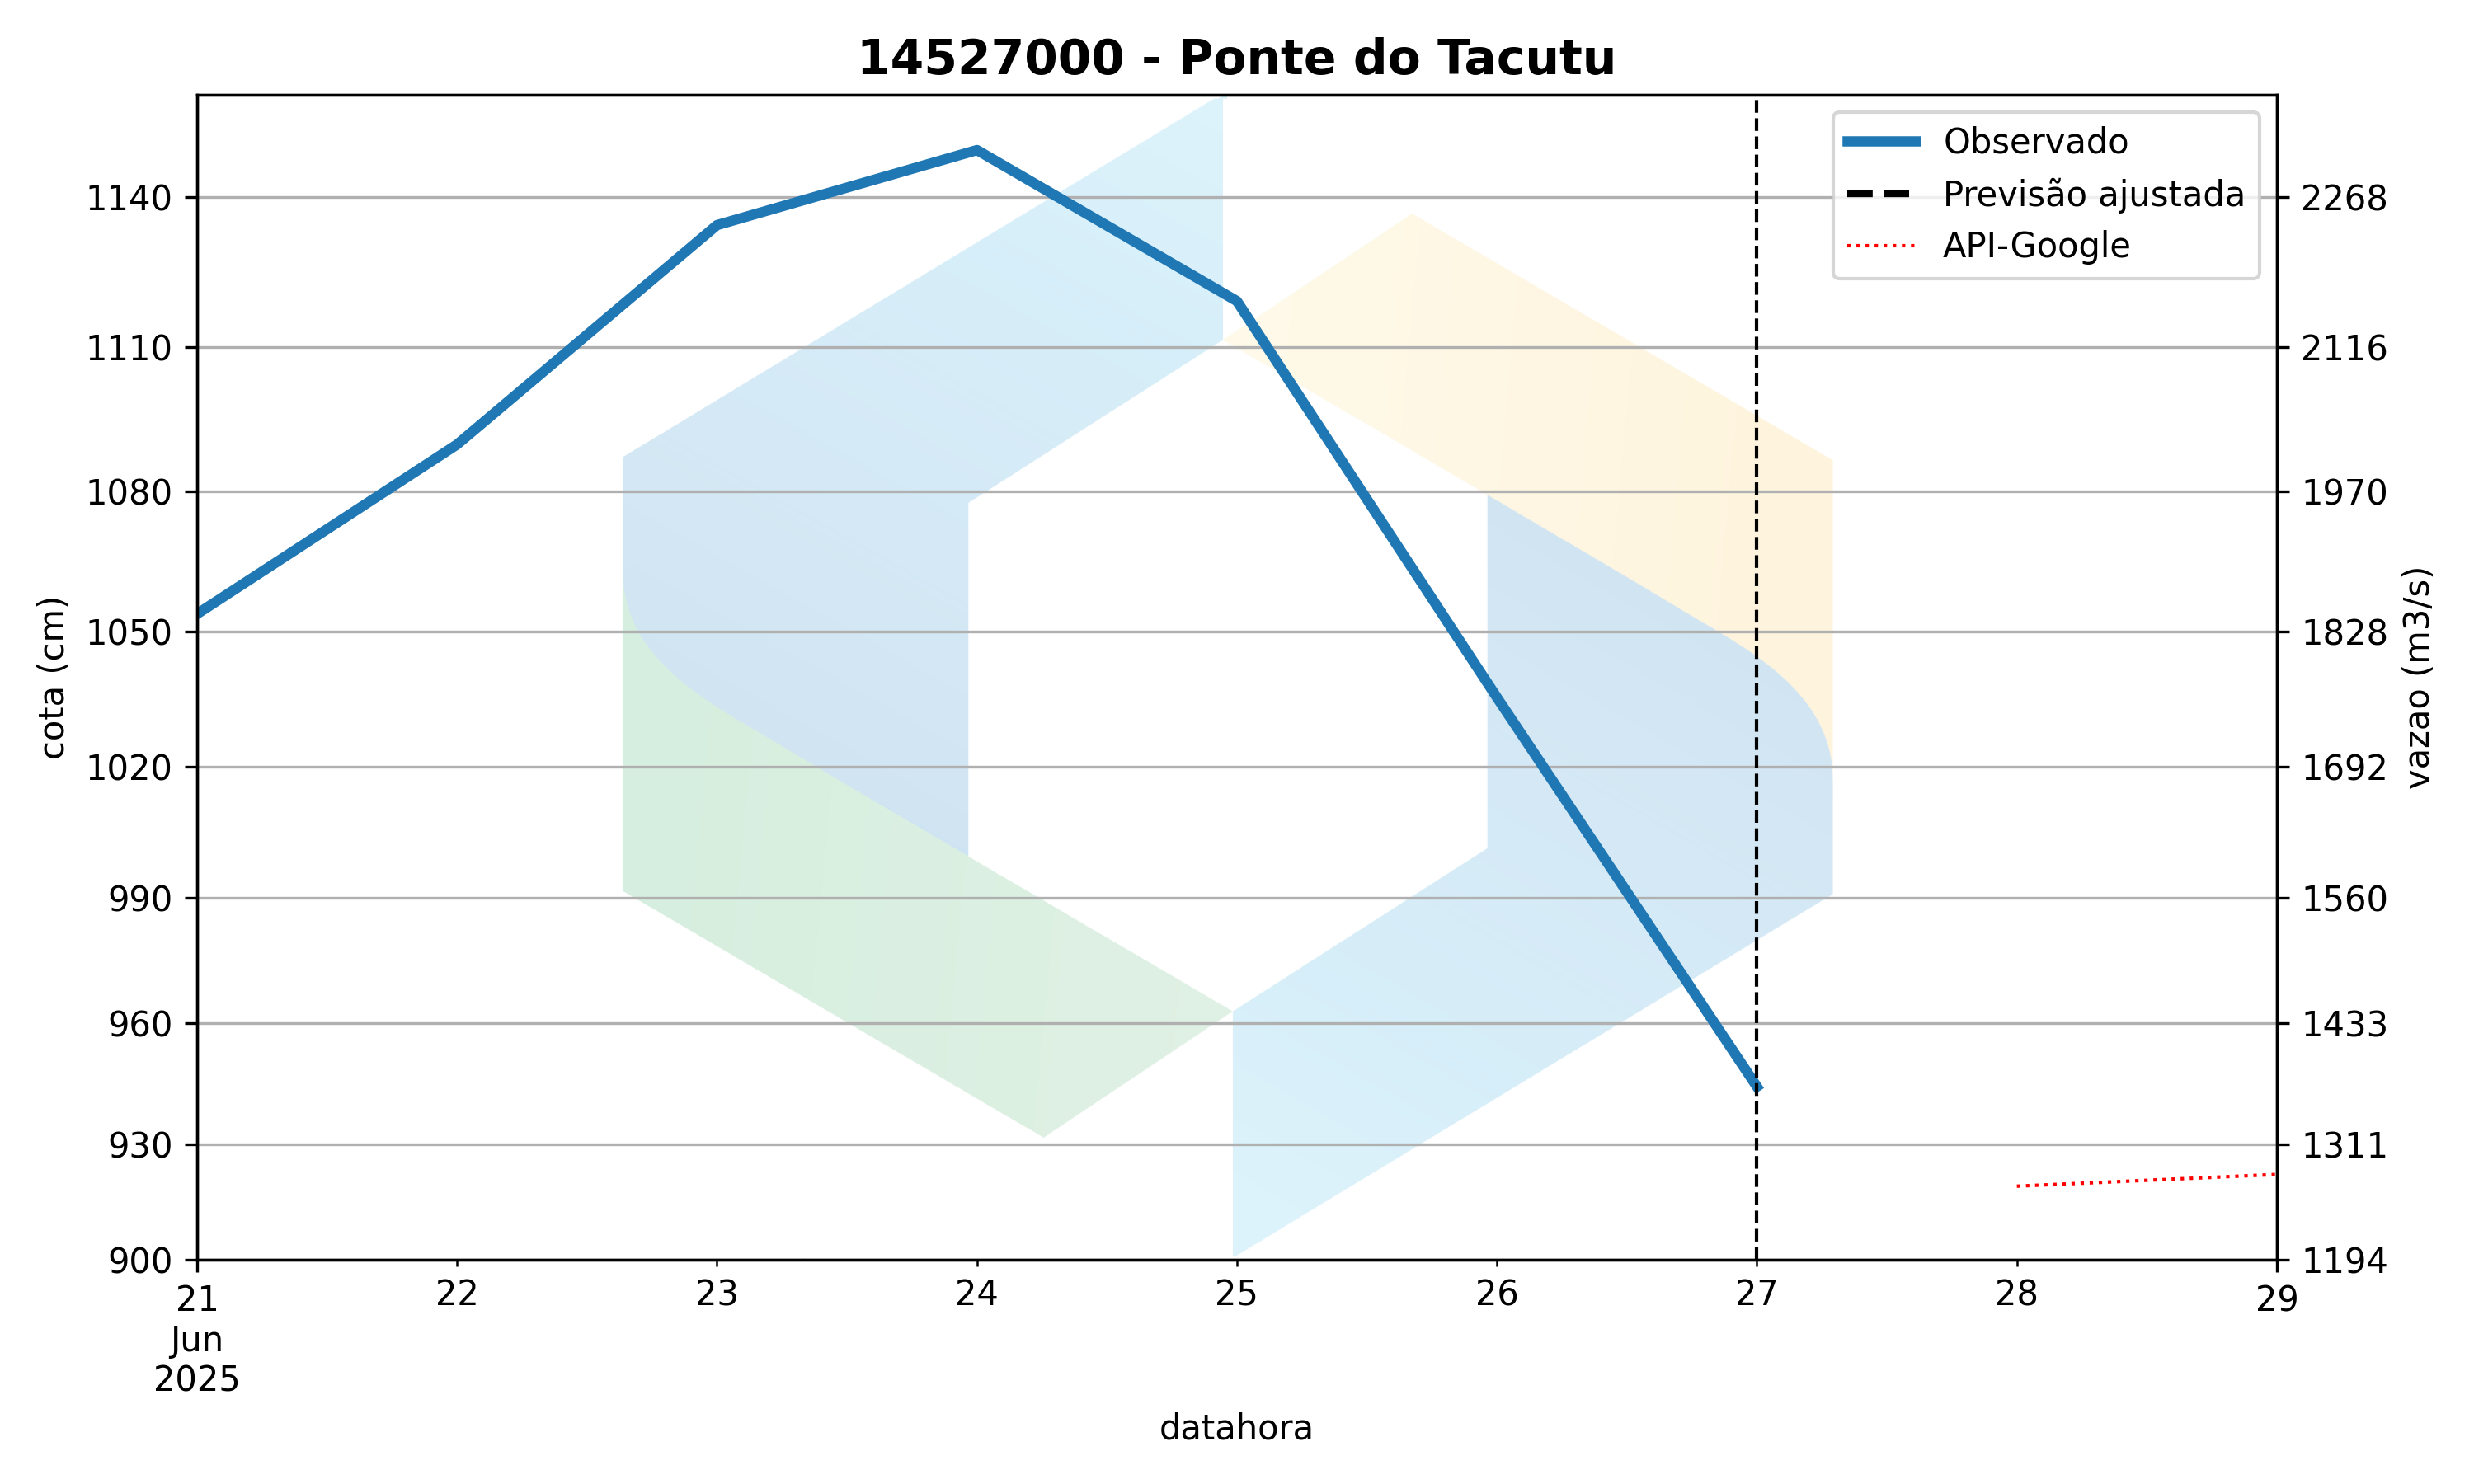 14527000 - Ponte do Tacutu
Observado
Previsão ajustada
API-Google
1140
1110
1080
1050
1020
990
960
930
900
cota (cm)
2268
2116
1970
1828
1692
1560
1433
1311
1194
vazao (m3/s)
21 22 23 24 25 26 27 28 29
Jun
2025
datahora